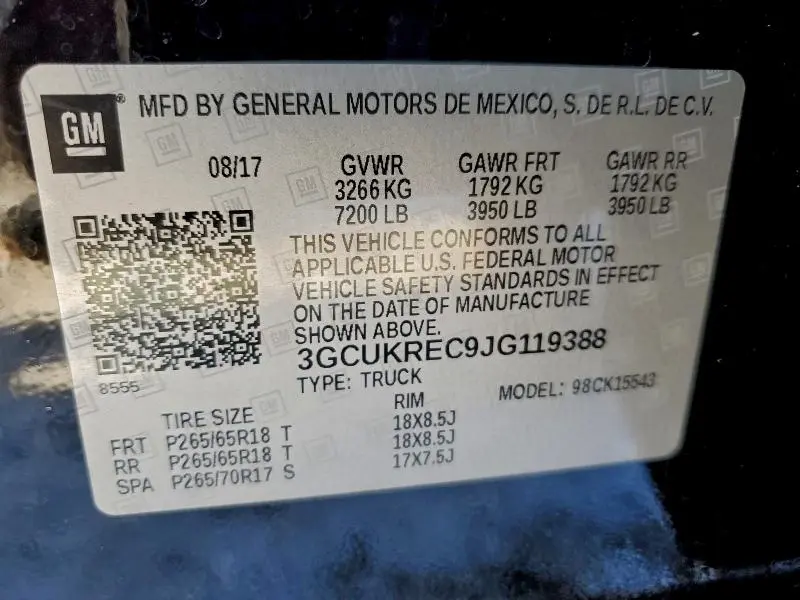 GM® MFD BY GENERAL MOTORS DE MEXICO, S. DE R.L. DE C.V.
08/17 GVWR GAWR FRT GAWR RR
3266 KG 1792 KG 1792 KG
7200 LB 3950 LB 3950 LB
THIS VEHICLE CONFORMS TO ALL
APPLICABLE U.S. FEDERAL MOTOR
VEHICLE SAFETY STANDARDS IN EFFECT
ON THE DATE OF MANUFACTURE
SHOWN ABOVE.
3GCUKREC9JG119388
8555 TYPE: TRUCK MODEL: 98CK15543
TIRE SIZE RIM
FRT P265/65R18 T 18X8.5J
RR P265/65R18 T 18X8.5J
SPA P265/70R17 S 17X7.5J